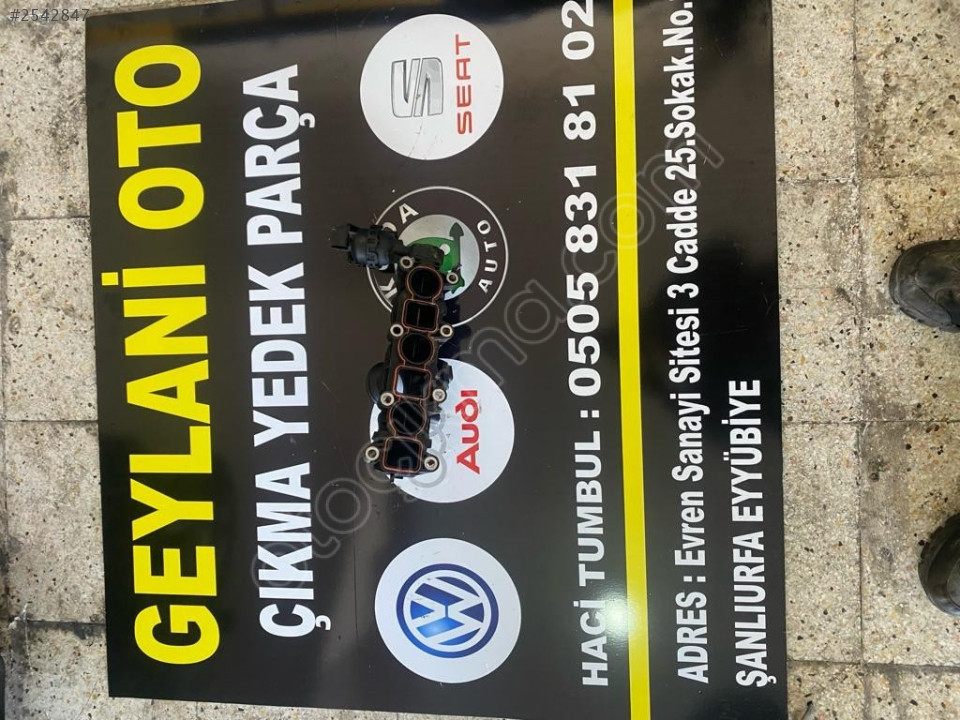 #2542847
GEYLANİ OTO
ÇIKMA YEDEK PARÇA
SEAT
AUTO
Audi
HACİ TUMBUL : 0505 831 81 02
ADRES : Evren Sanayi Sitesi 3 Cadde 25.Sokak.No.
ŞANLIURFA EYYÜBİYE